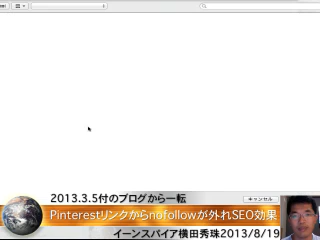 2013.3.5付のブログから一転
キャンセル
Pinterestリンクからnofollowが外れSEO効果
イーンスパイア横田秀珠2013/8/19